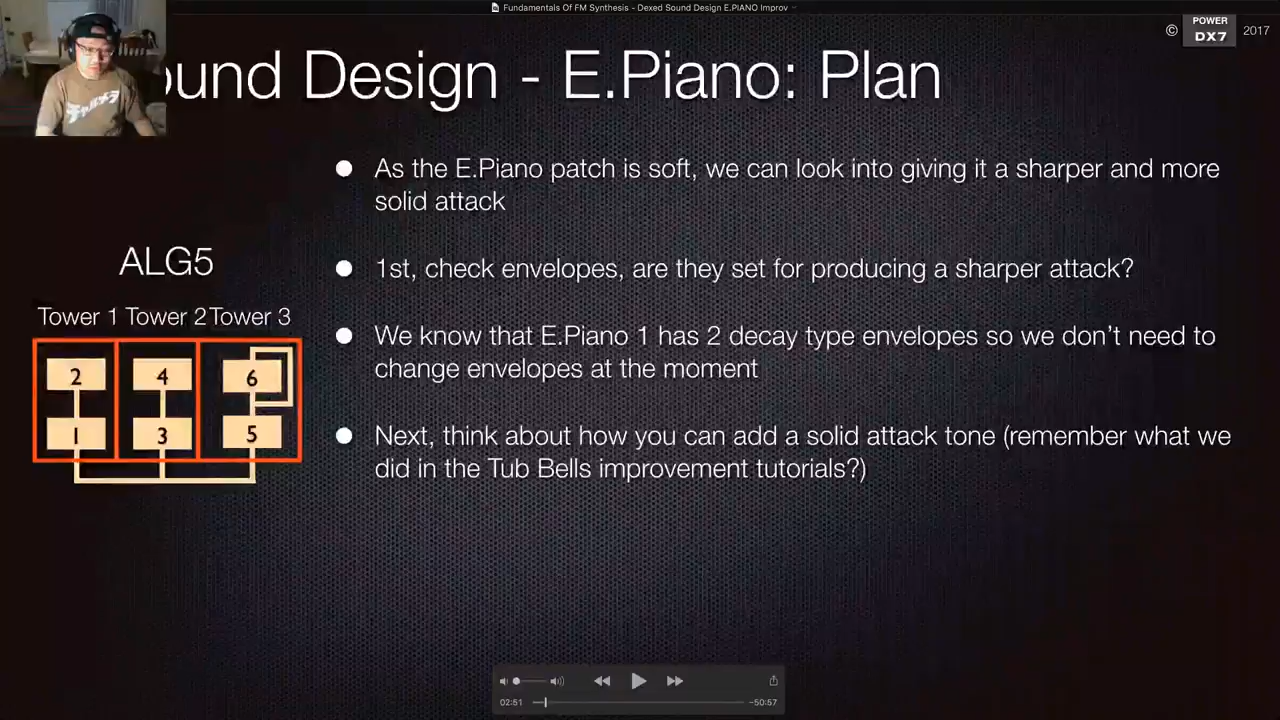 Fundamentals Of FM Synthesis - Dexed Sound Design E.PIANO Improv
© POWER DX7 2017
ound Design - E.Piano: Plan
As the E.Piano patch is soft, we can look into giving it a sharper and more
solid attack
1st, check envelopes, are they set for producing a sharper attack?
We know that E.Piano 1 has 2 decay type envelopes so we don't need to
change envelopes at the moment
Next, think about how you can add a solid attack tone (remember what we
did in the Tub Bells improvement tutorials?)
ALG5
Tower 1 Tower 2 Tower 3
2 4 6
1 3 5
02:51 -50:57